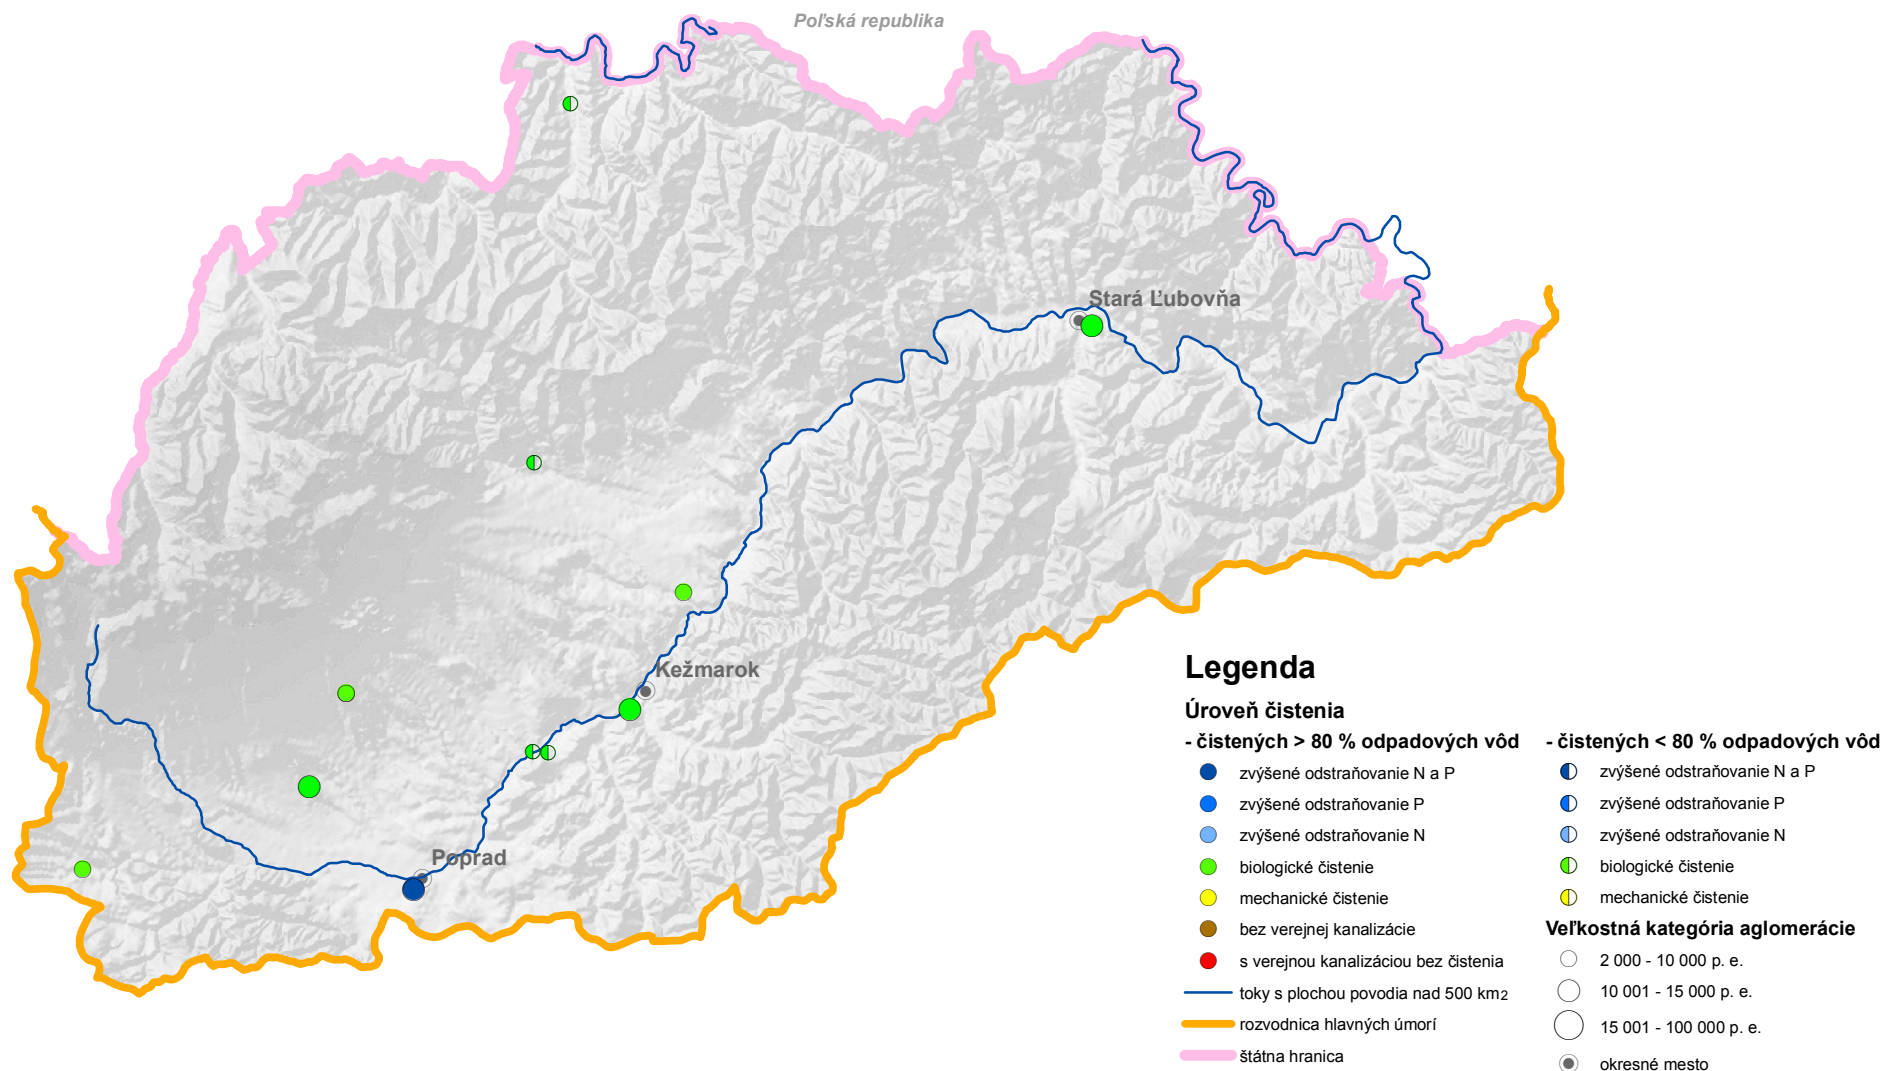 Poľská republika
Stará Ľubovňa
Kežmarok
Poprad
Legenda
Úroveň čistenia
- čistených > 80 % odpadových vôd
zvýšené odstraňovanie N a P
zvýšené odstraňovanie P
zvýšené odstraňovanie N
biologické čistenie
mechanické čistenie
bez verejnej kanalizácie
s verejnou kanalizáciou bez čistenia
toky s plochou povodia nad 500 km2
rozvodnica hlavných úmorí
štátna hranica
- čistených < 80 % odpadových vôd
zvýšené odstraňovanie N a P
zvýšené odstraňovanie P
zvýšené odstraňovanie N
biologické čistenie
mechanické čistenie
Veľkostná kategória aglomerácie
2 000 - 10 000 p. e.
10 001 - 15 000 p. e.
15 001 - 100 000 p. e.
okresné mesto